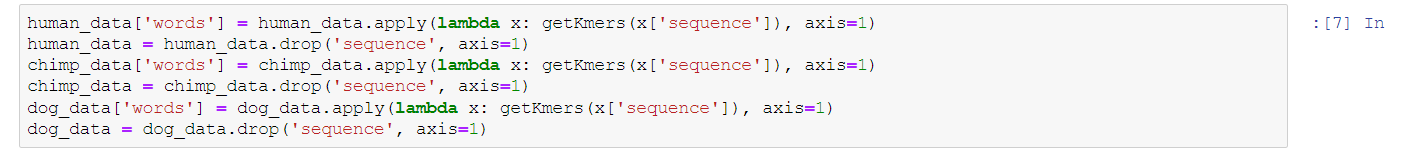 human_data['words'] = human_data.apply(lambda x: getKmers(x['sequence']), axis=1)
human_data = human_data.drop('sequence', axis=1)
chimp_data['words'] = chimp_data.apply(lambda x: getKmers(x['sequence']), axis=1)
chimp_data = chimp_data.drop('sequence', axis=1)
dog_data['words'] = dog_data.apply(lambda x: getKmers(x['sequence']), axis=1)
dog_data = dog_data.drop('sequence', axis=1)
:[7] In